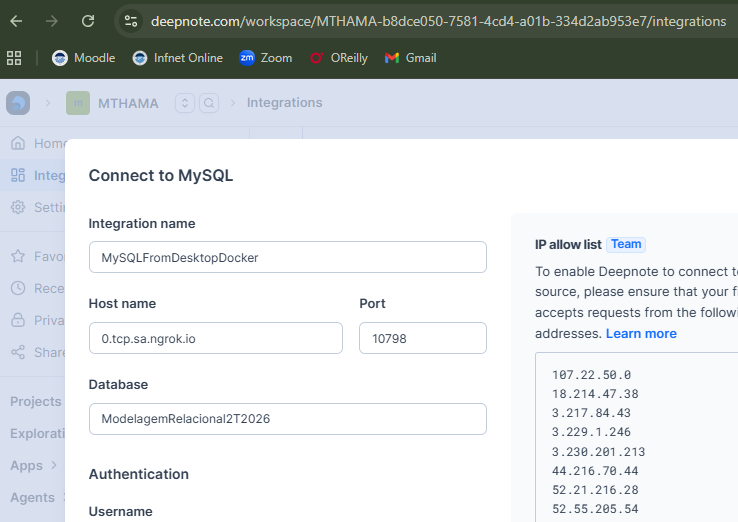 deepnote.com/workspace/MTHAMA-b8dce050-7581-4cd4-a01b-334d2ab953e7/integrations
Moodle Infnet Online Zoom OReilly Gmail
m MTHAMA Integrations
Home
Integ
Settin
Favo
Rece
Priva
Share
Projects
Explorati
Apps
Agents
Connect to MySQL
Integration name
MySQLFromDesktopDocker
Host name Port
0.tcp.sa.ngrok.io 10798
Database
ModelagemRelacional2T2026
Authentication
Username
IP allow list Team
To enable Deepnote to connect to
source, please ensure that your f
accepts requests from the followi
addresses. Learn more
107.22.50.0
18.214.47.38
3.217.84.43
3.229.1.246
3.230.201.213
44.216.70.44
52.21.216.28
52.55.205.54